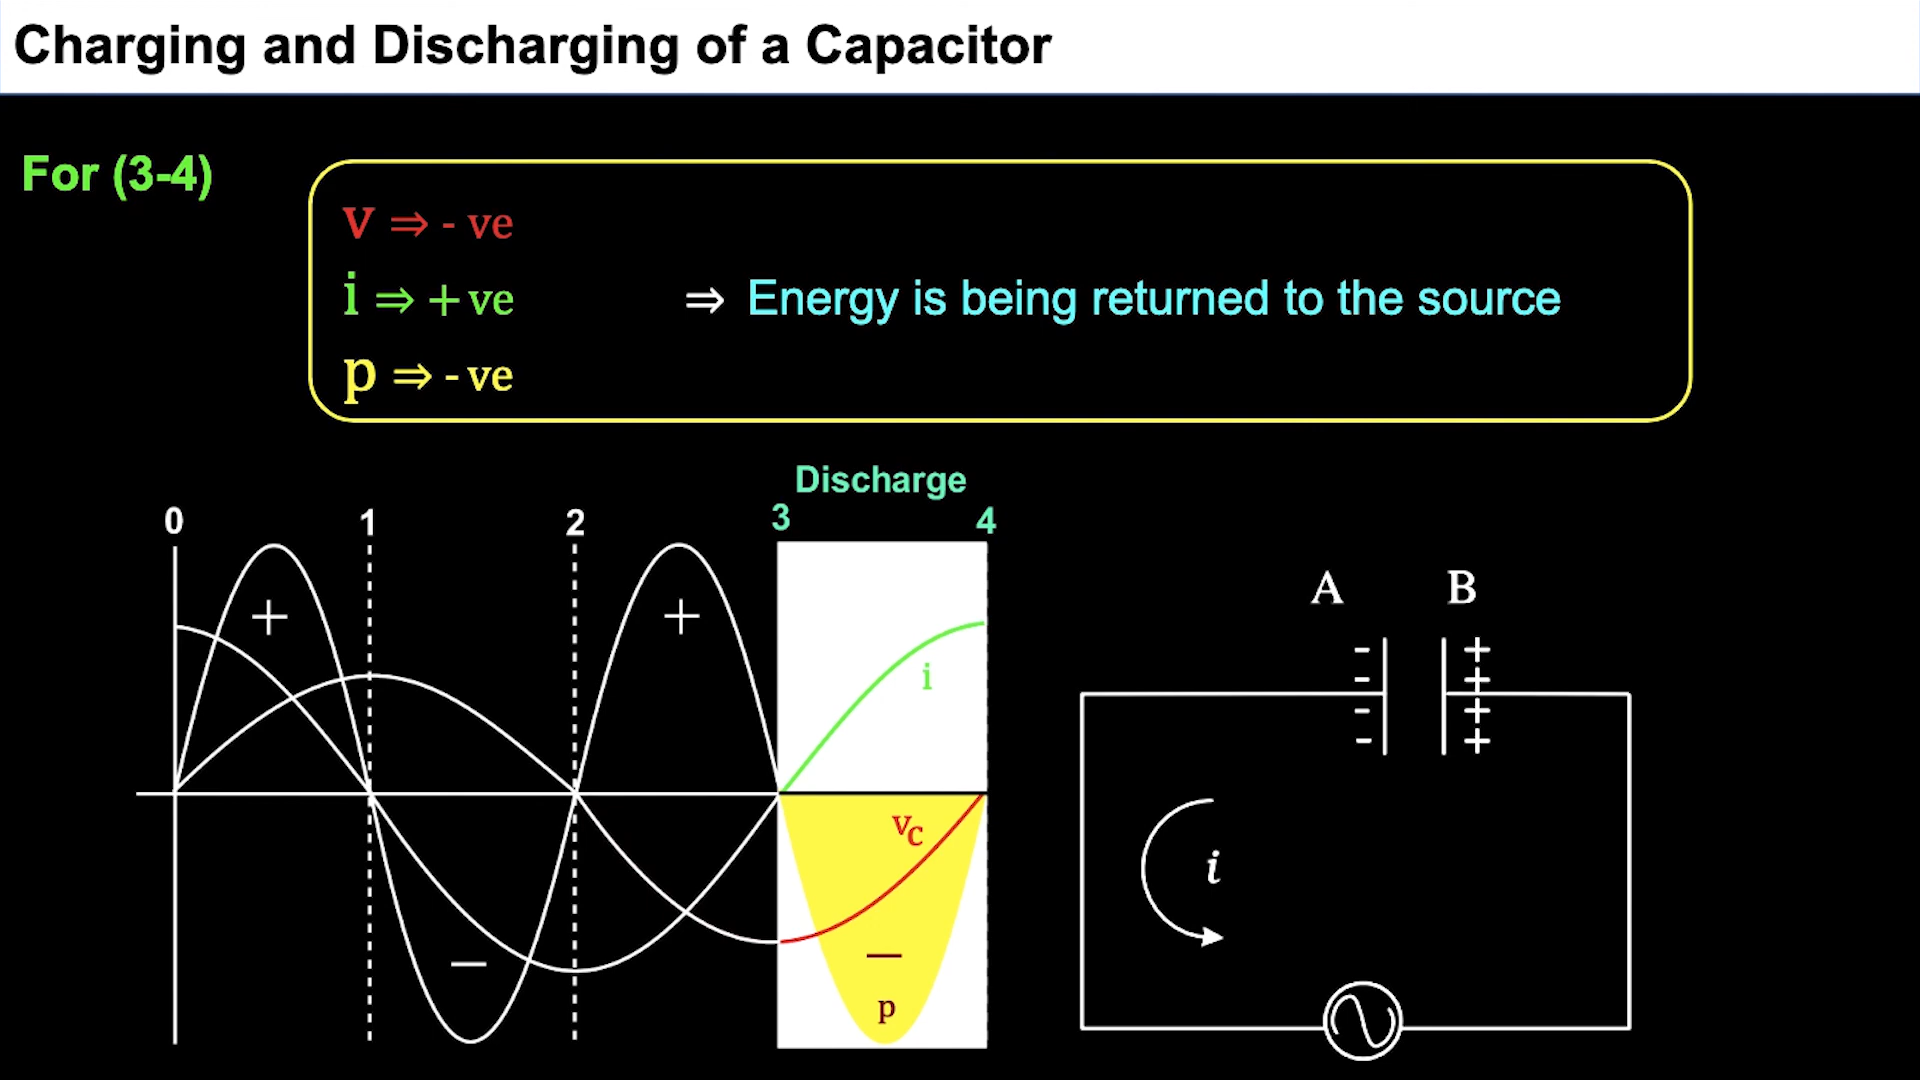 Charging and Discharging of a Capacitor
For (3-4)
v ⇒ - ve
i ⇒ + ve
⇒ Energy is being returned to the source
p ⇒ - ve
Discharge
0 1 2 3 4
+ +
i
v_C
− −
p
A B
- +
- +
- +
- +
i